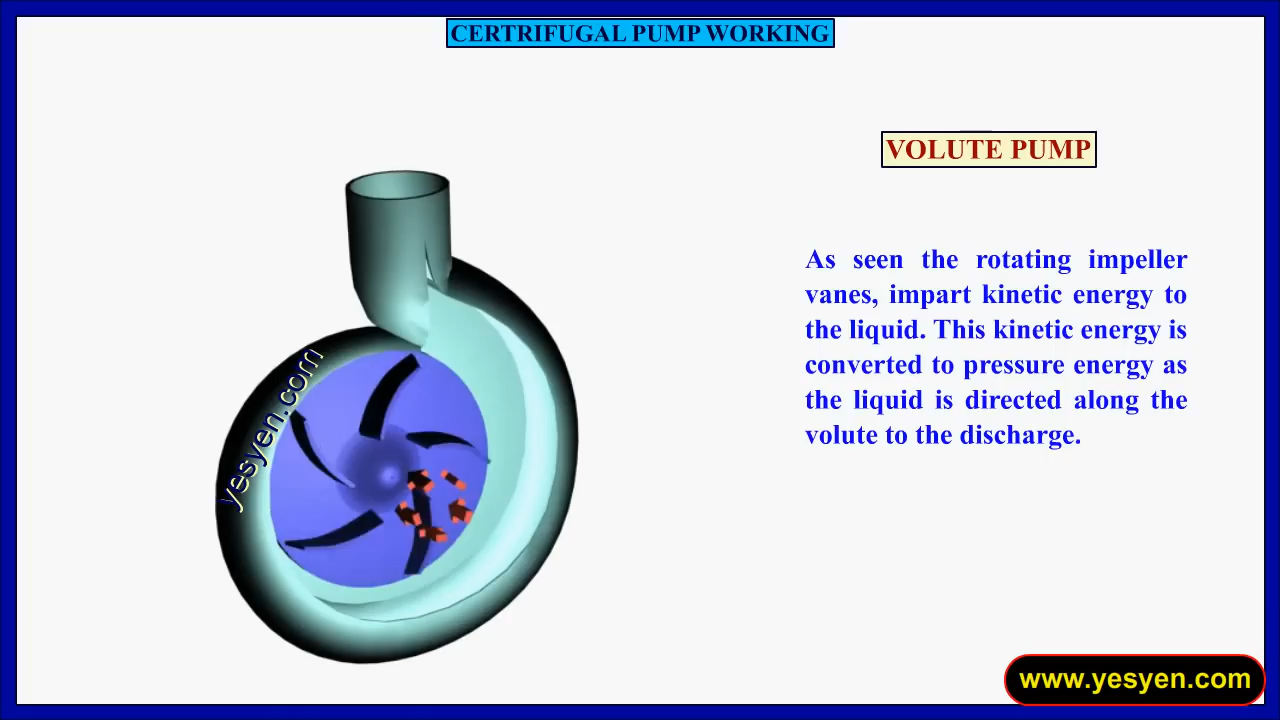 CERTRIFUGAL PUMP WORKING
VOLUTE PUMP
As seen the rotating impeller
vanes, impart kinetic energy to
the liquid. This kinetic energy is
converted to pressure energy as
the liquid is directed along the
volute to the discharge.
yesyen.com
www.yesyen.com